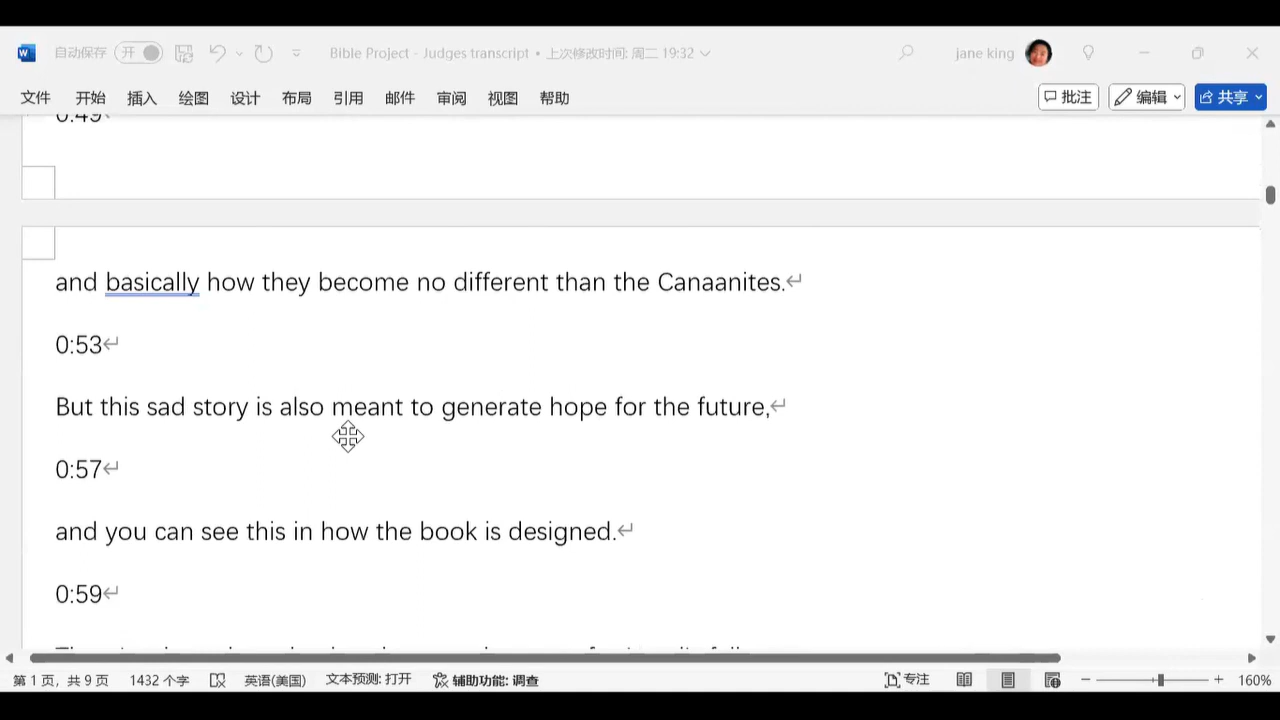 自动保存 开 Bible Project - Judges transcript • 上次修改时间: 周二 19:32 jane king
文件 开始 插入 绘图 设计 布局 引用 邮件 审阅 视图 帮助 批注 编辑 共享
0:49
and basically how they become no different than the Canaanites.
0:53
But this sad story is also meant to generate hope for the future,
0:57
and you can see this in how the book is designed.
0:59
第 1 页, 共 9 页 1432 个字 英语(美国) 文本预测: 打开 辅助功能: 调查 专注 160%